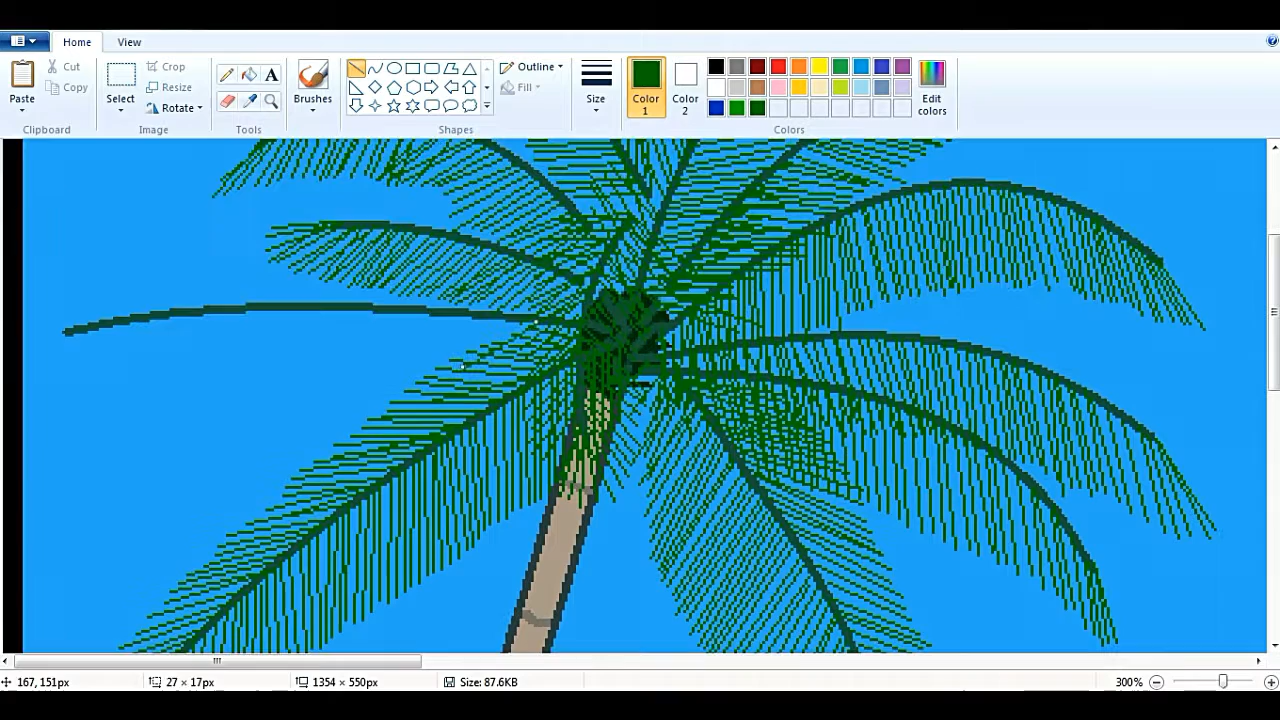 Home View
Paste
Cut
Copy
Clipboard
Select
Crop
Resize
Rotate
Image
A
Tools
Brushes
Outline
Fill
Shapes
Size
Color 1
Color 2
Edit colors
Colors
167, 151px
27 × 17px
1354 × 550px
Size: 87.6KB
300%